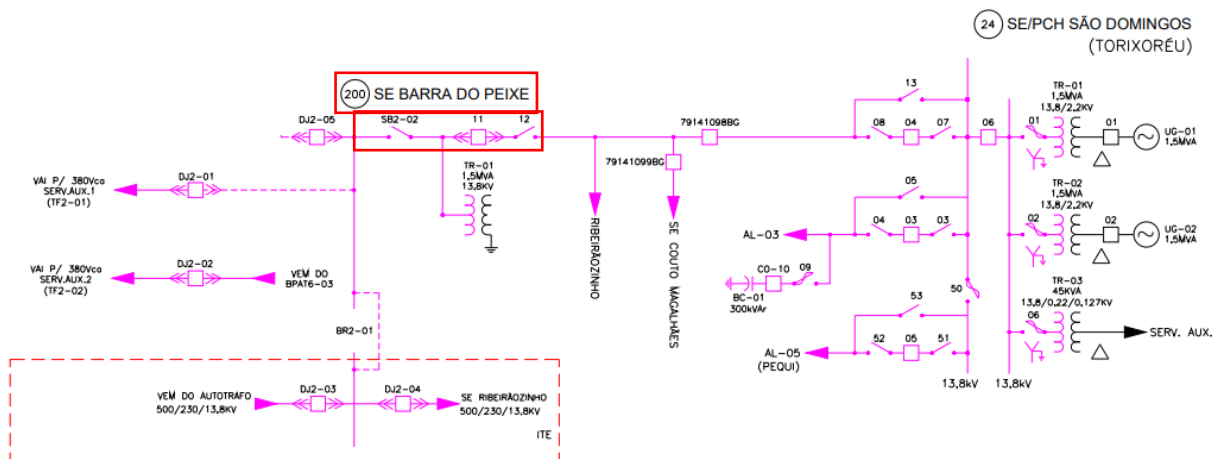 24 SE/PCH SÃO DOMINGOS
(TORIXORÉU)
200 SE BARRA DO PEIXE
DJ2-05
SB2-02
11
12
79141098BG
79141099BG
13
08
04
07
06
TR-01
1,5MVA
13,8/2,2KV
01
01
UG-01
1,5MVA
TR-01
1,5MVA
13,8KV
VAI P/ 380Vca
SERV.AUX.1
(TF2-01)
DJ2-01
VAI P/ 380Vca
SERV.AUX.2
(TF2-02)
DJ2-02
VEM DO
BPAT6-03
RIBEIRÃOZINHO
SE COUTO MAGALHÃES
05
AL-03
04
03
03
CO-10
09
BC-01
300kVAr
50
TR-02
1,5MVA
13,8/2,2KV
02
02
UG-02
1,5MVA
TR-03
45KVA
13,8/0,22/0,127KV
06
SERV. AUX.
53
AL-05
(PEQUI)
52
05
51
13,8kV
13,8kV
BR2-01
VEM DO AUTOTRÁFO
500/230/13,8KV
DJ2-03
DJ2-04
SE RIBEIRÃOZINHO
500/230/13,8KV
ITE